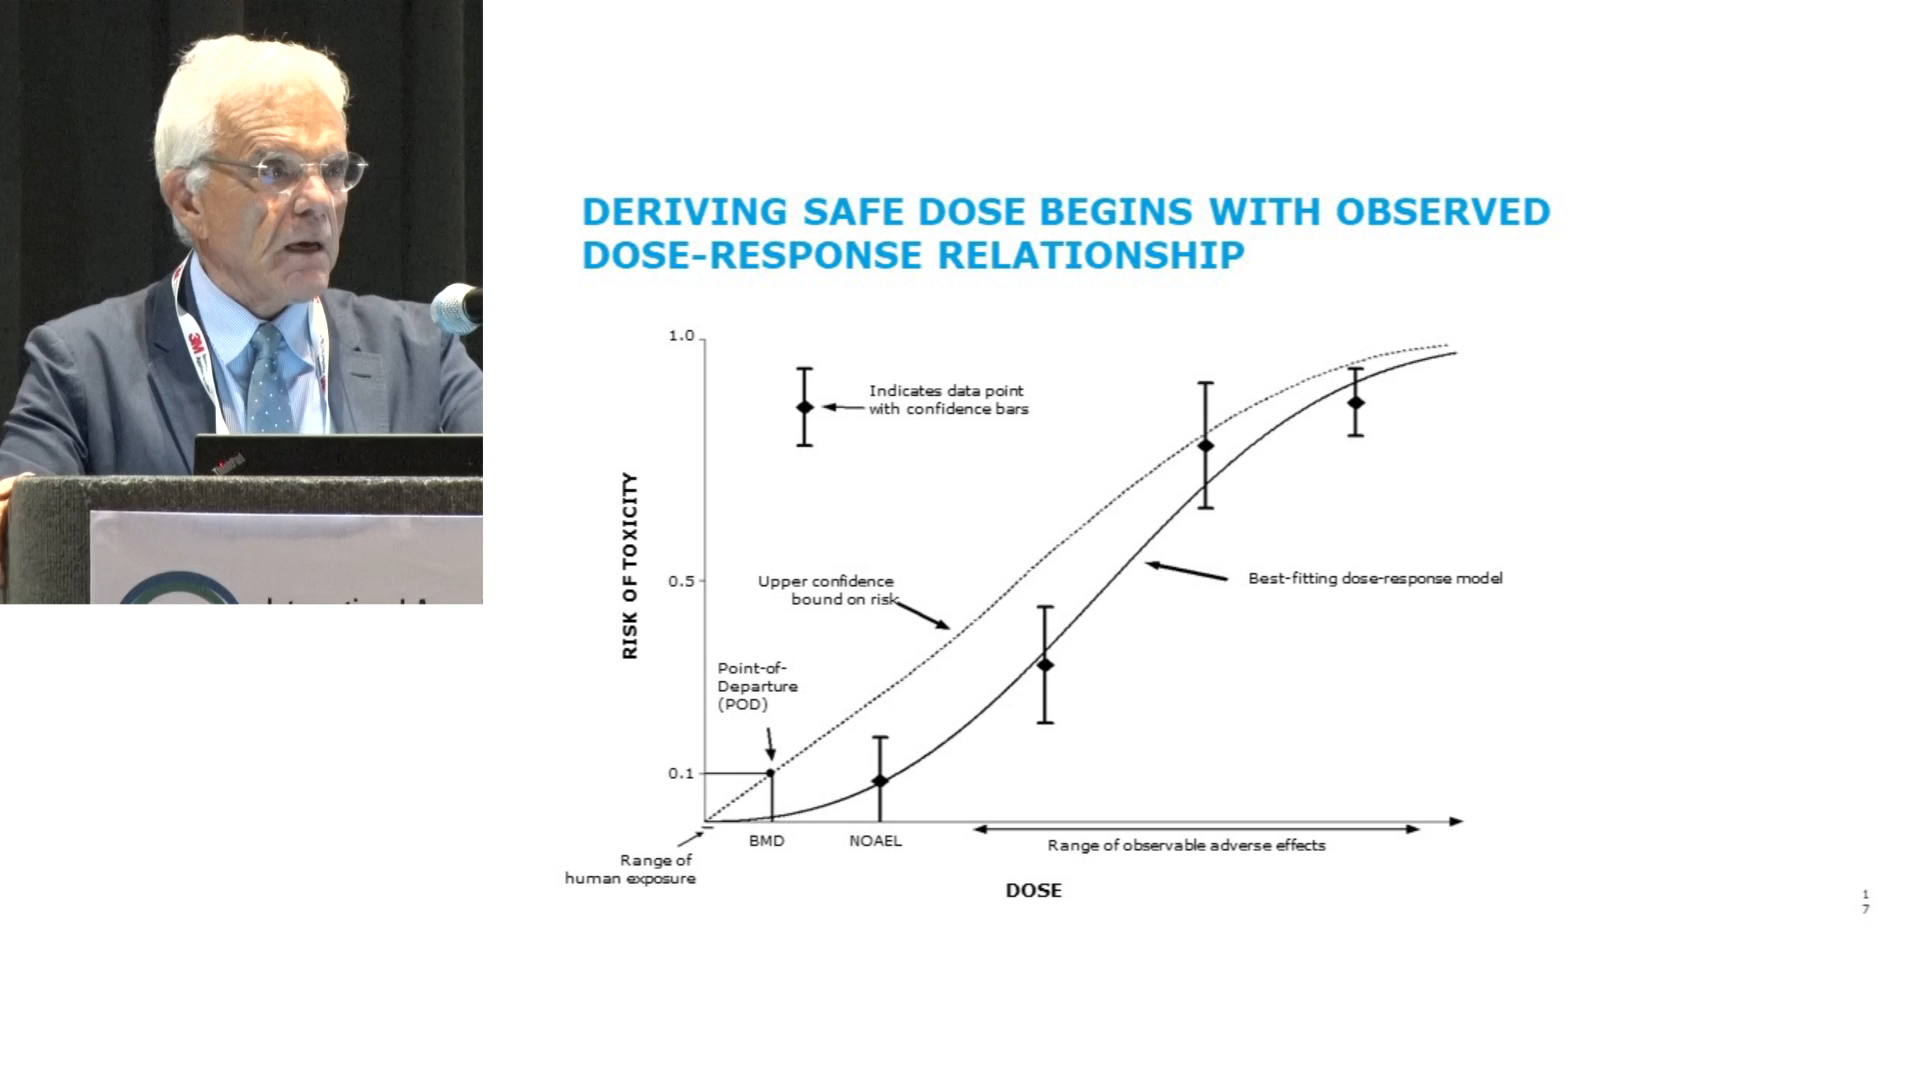 DERIVING SAFE DOSE BEGINS WITH OBSERVED
DOSE-RESPONSE RELATIONSHIP
1.0
Indicates data point
with confidence bars
RISK OF TOXICITY
0.5
Upper confidence
bound on risk
Best-fitting dose-response model
Point-of-
Departure
(POD)
0.1
BMD
NOAEL
Range of observable adverse effects
Range of
human exposure
DOSE
1
7
3M
ThinkPad